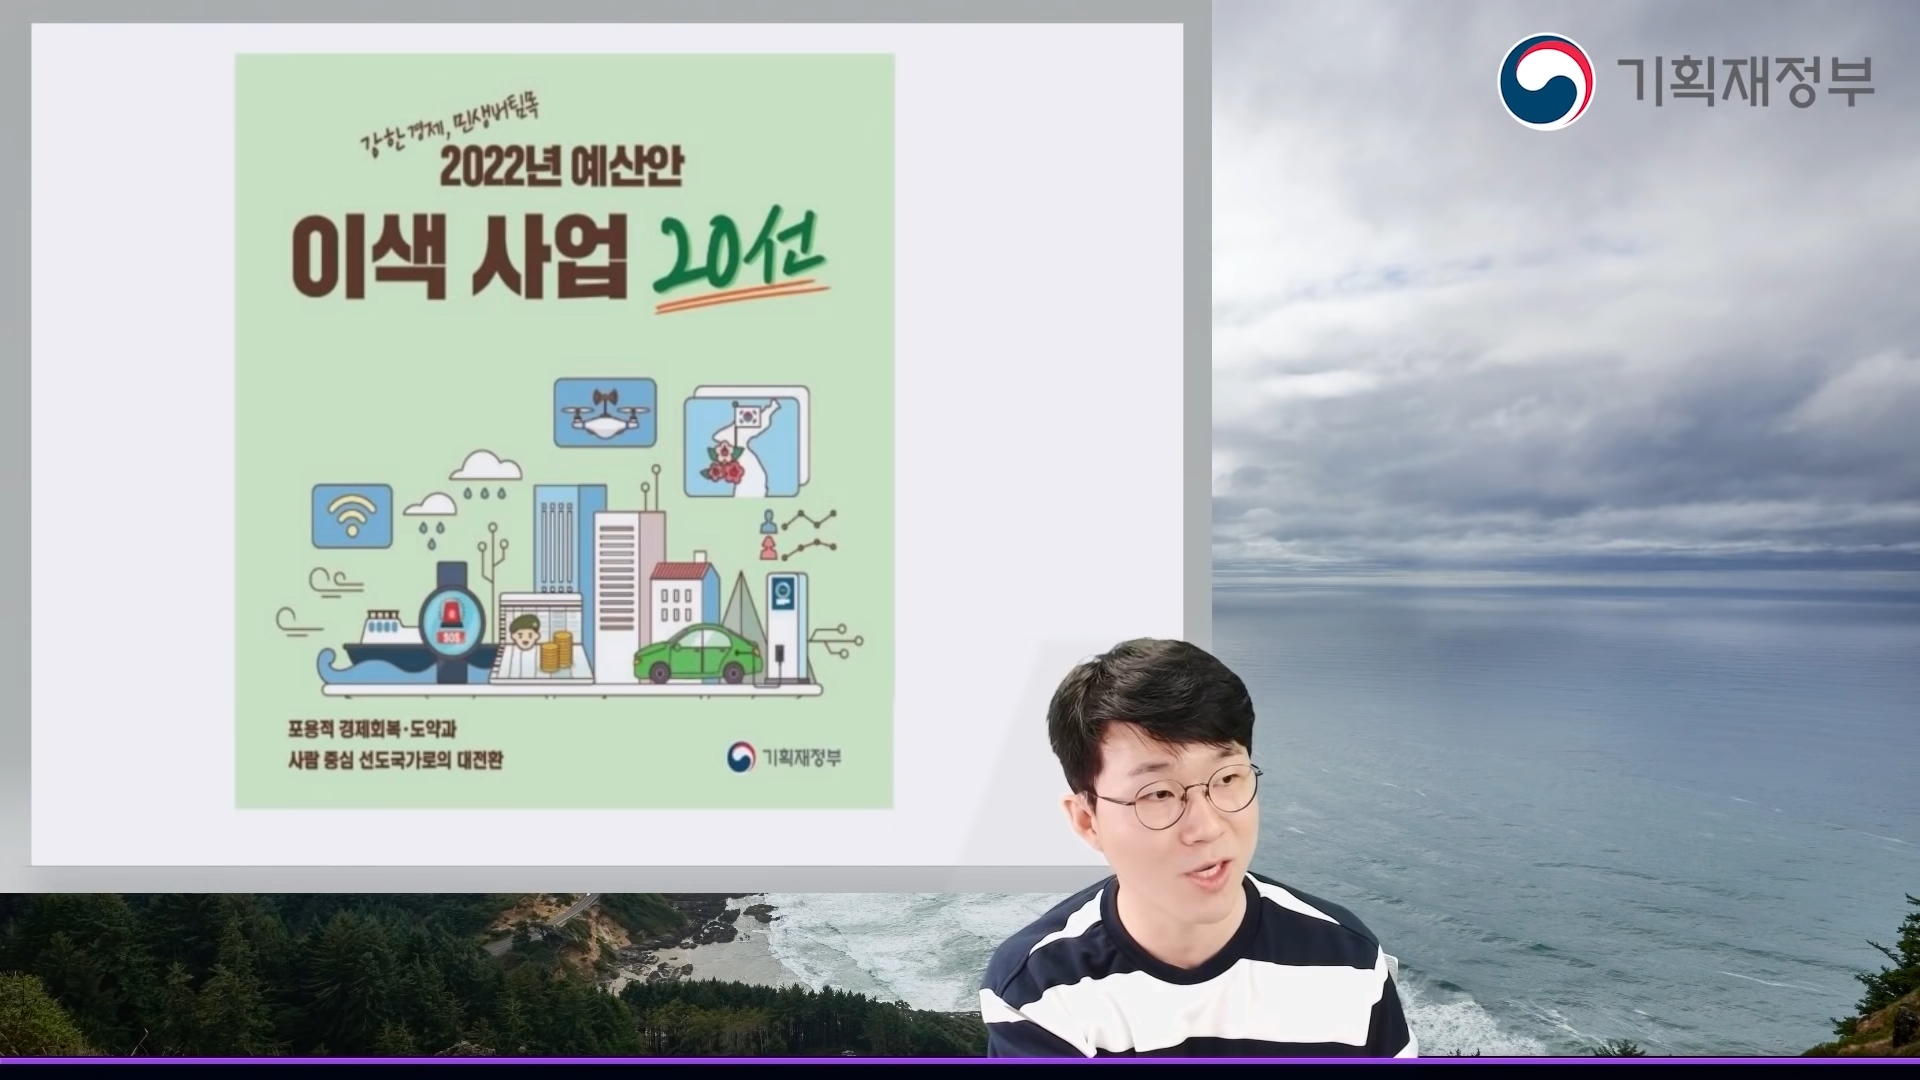 강한 경제, 민생버팀목
2022년 예산안
이색 사업 20선
SOS
포용적 경제회복·도약과
사람 중심 선도국가로의 대전환
기획재정부
기획재정부